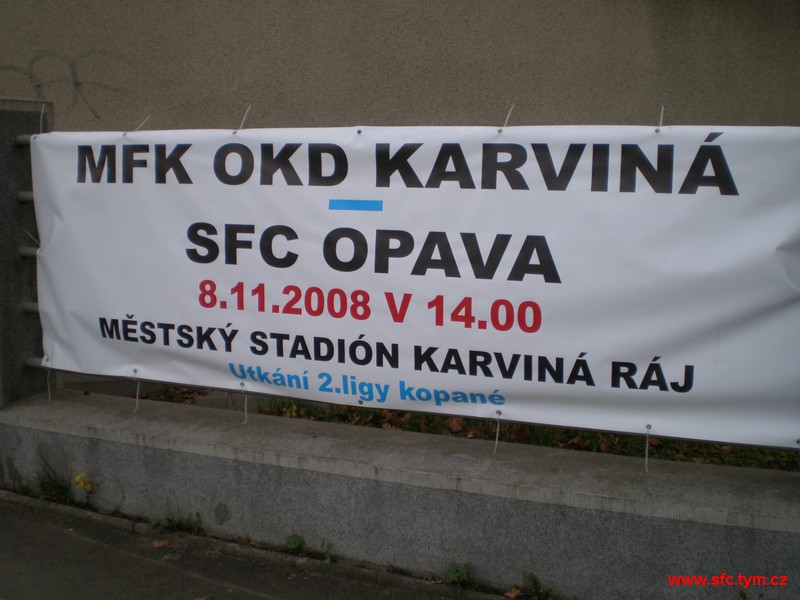 MFK OKD KARVINÁ
–
SFC OPAVA
8.11.2008 V 14.00
MĚSTSKÝ STADIÓN KARVINÁ RÁJ
Utkání 2.ligy kopané
www.sfc.tym.cz